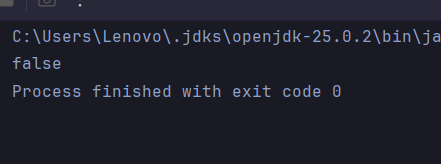 C:\Users\Lenovo\.jdks\openjdk-25.0.2\bin\ja
false
Process finished with exit code 0